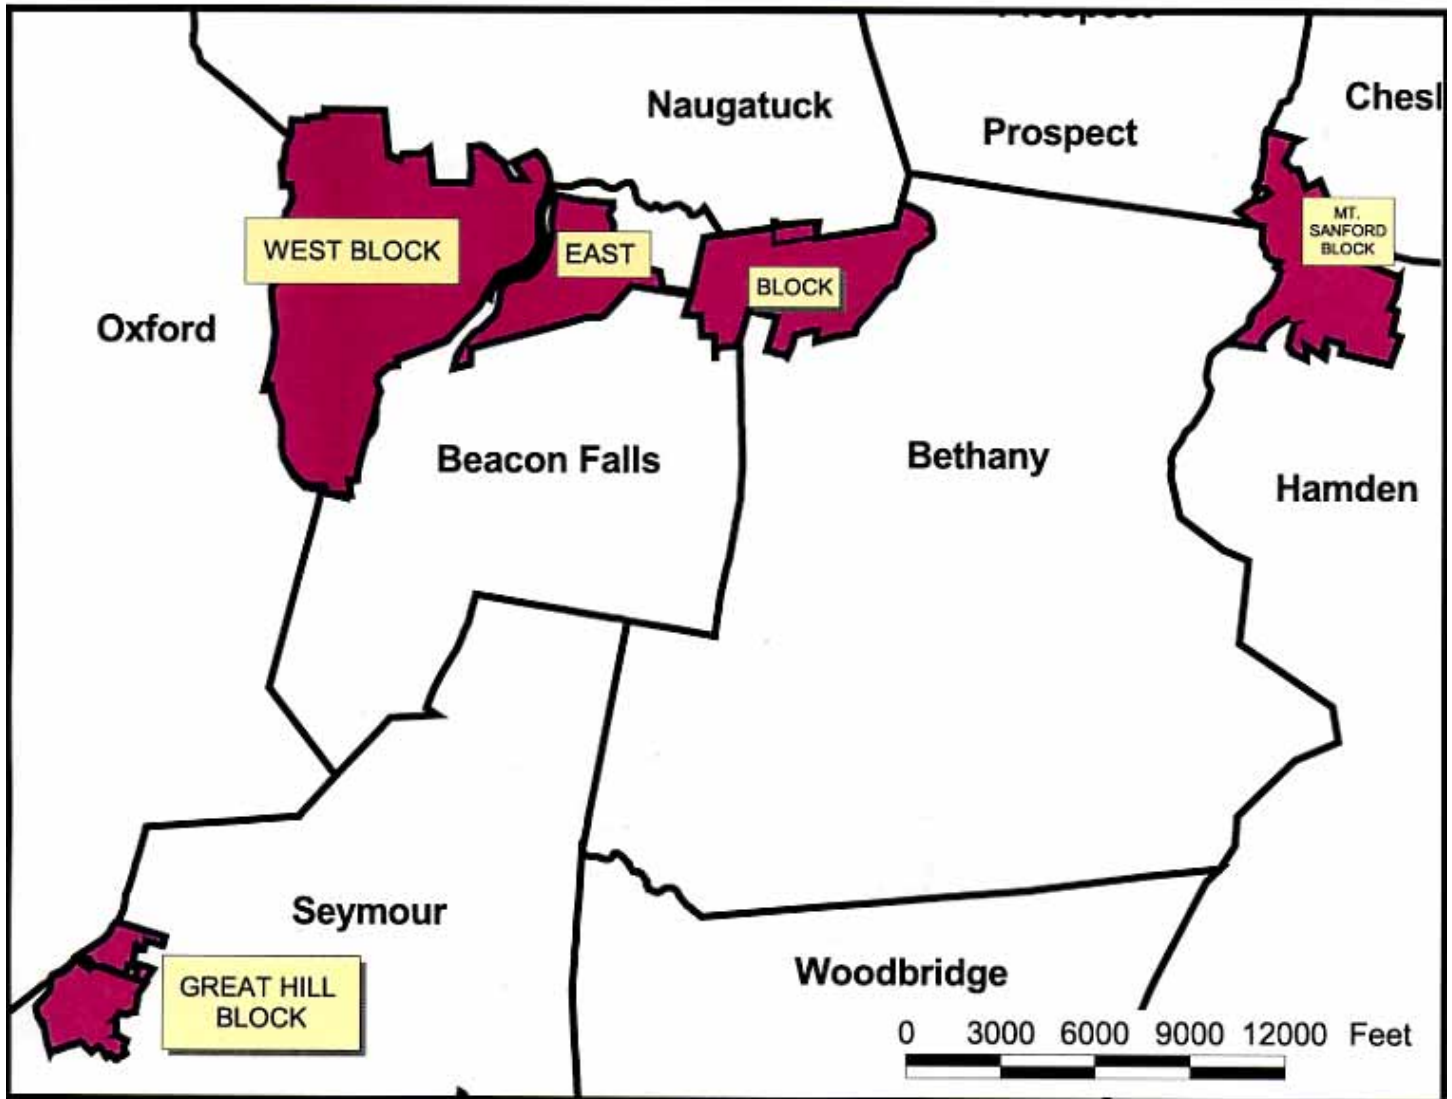 Prospect
Naugatuck
Prospect
Chesl
WEST BLOCK
EAST
BLOCK
MT.
SANFORD
BLOCK
Oxford
Beacon Falls
Bethany
Hamden
Seymour
GREAT HILL
BLOCK
Woodbridge
0 3000 6000 9000 12000 Feet